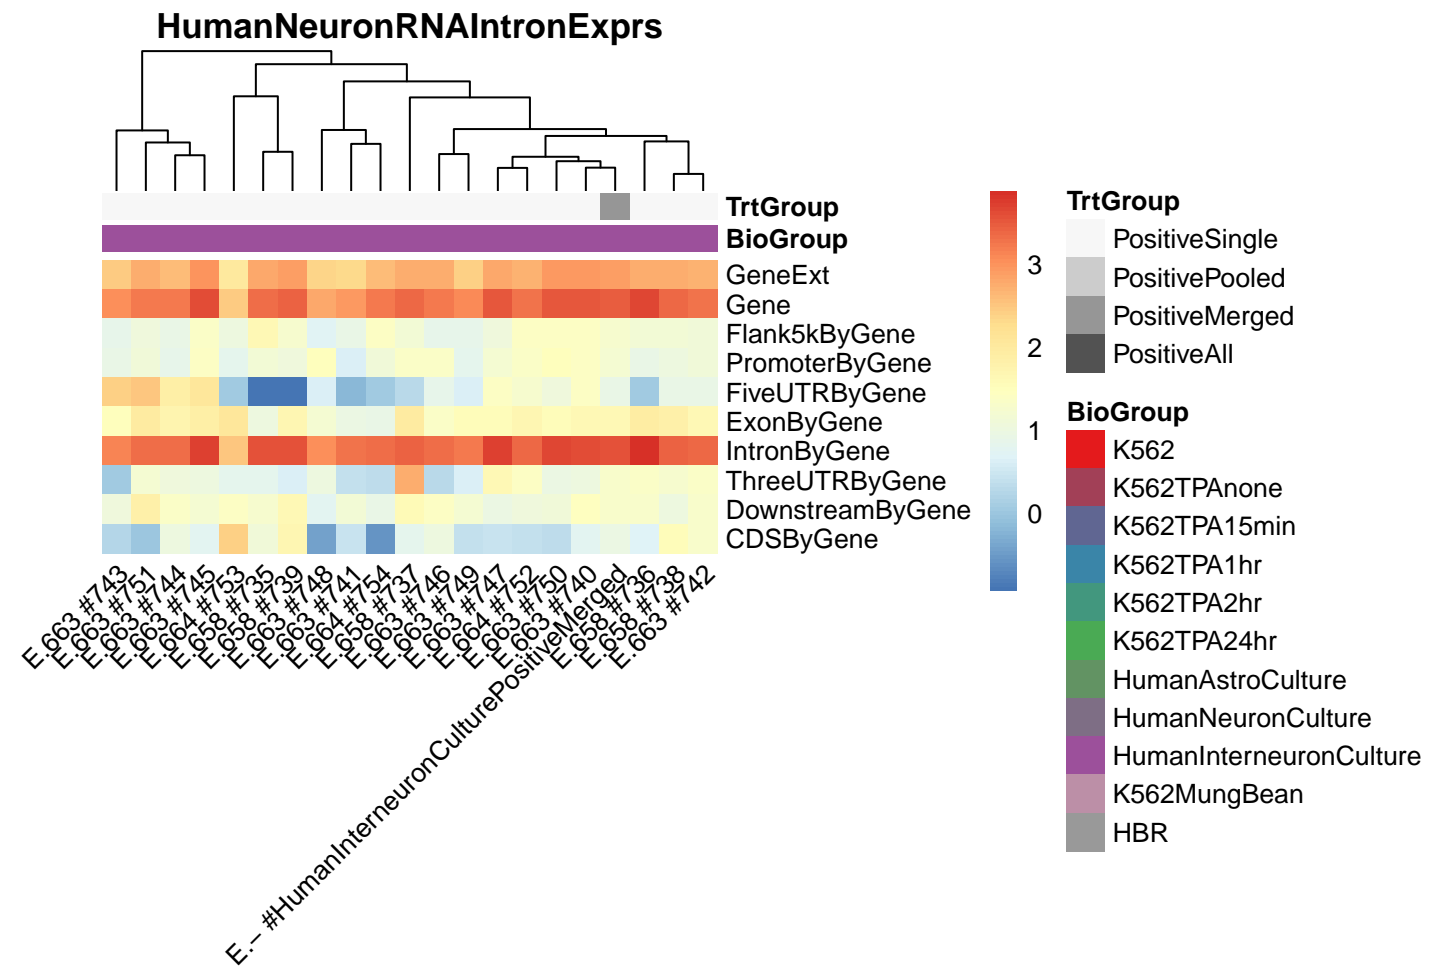 HumanNeuronRNAIntronExprs
TrtGroup
BioGroup
GeneExt
Gene
Flank5kByGene
PromoterByGene
FiveUTRByGene
ExonByGene
IntronByGene
ThreeUTRByGene
DownstreamByGene
CDSByGene
E.663 #743
E.663 #751
E.663 #744
E.663 #745
E.664 #753
E.658 #735
E.658 #739
E.663 #748
E.663 #741
E.664 #754
E.658 #737
E.663 #746
E.663 #749
E.663 #747
E.664 #752
E.663 #750
E.663 #740
E.− #HumanInterneuronCulturePositiveMerged
E.658 #736
E.658 #738
E.663 #742
3
2
1
0
TrtGroup
PositiveSingle
PositivePooled
PositiveMerged
PositiveAll
BioGroup
K562
K562TPAnone
K562TPA15min
K562TPA1hr
K562TPA2hr
K562TPA24hr
HumanAstroCulture
HumanNeuronCulture
HumanInterneuronCulture
K562MungBean
HBR